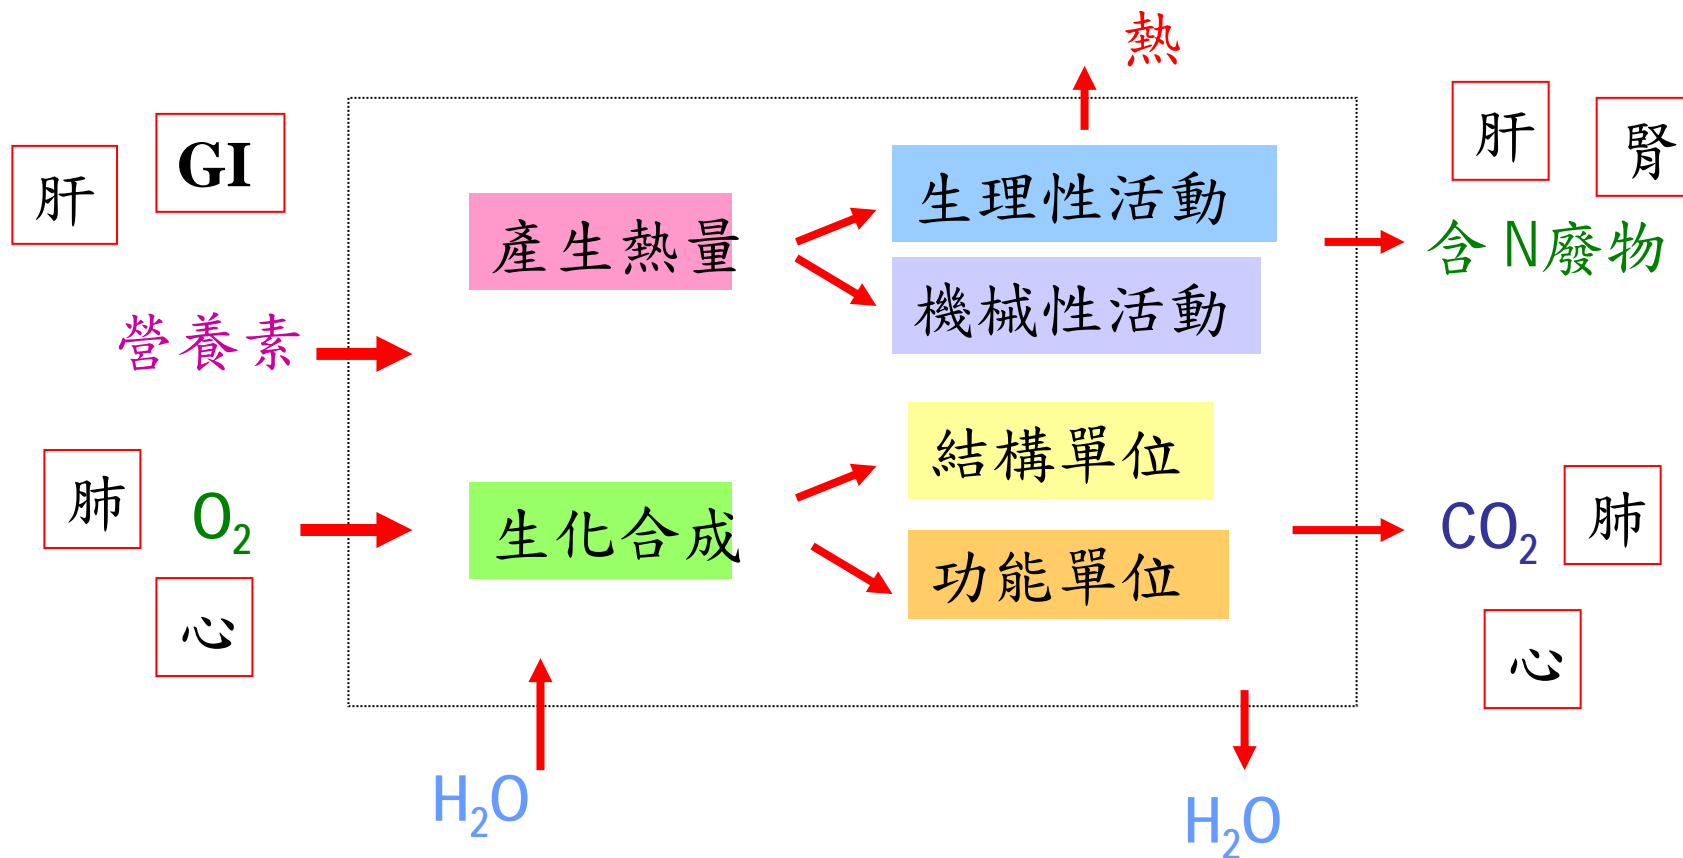 熱
肝
GI
肝
腎
產生熱量
生理性活動
含N廢物
機械性活動
營養素
結構單位
肺
O₂
生化合成
功能單位
CO₂
肺
心
心
H₂O
H₂O